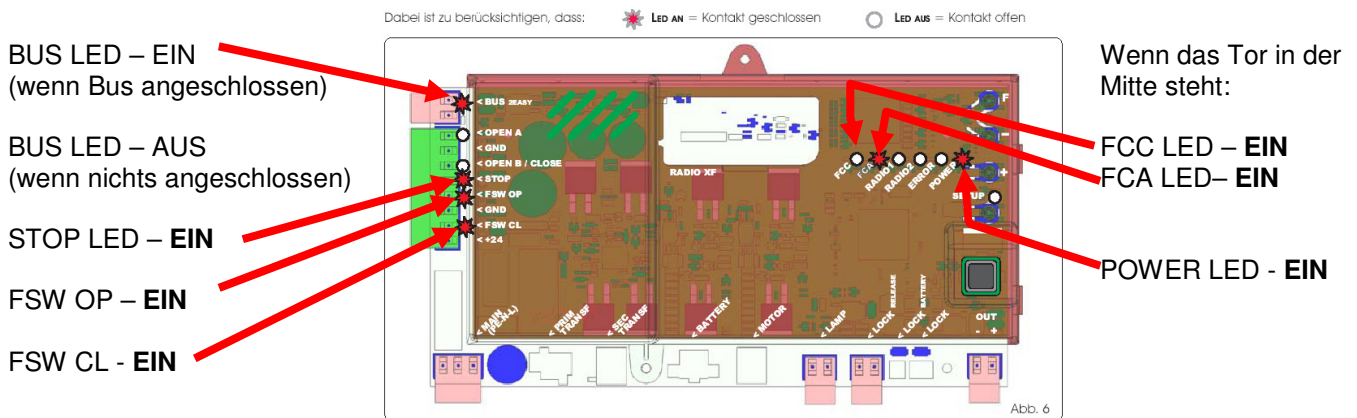 Dabei ist zu berücksichtigen, dass: LED AN = Kontakt geschlossen LED AUS = Kontakt offen
BUS LED – EIN
(wenn Bus angeschlossen)
BUS LED – AUS
(wenn nichts angeschlossen)
STOP LED – EIN
FSW OP – EIN
FSW CL - EIN
< BUS 2EASY
< OPEN A
< GND
< OPEN B / CLOSE
< STOP
< FSW OP
< GND
< FSW CL
< +24
RADIO XF
FCC
FCA
ERROR
POWER
F
-
+
SETUP
< MAIN
(PE-N-L)
< PRIM
TRANSF
< SEC
TRANSF
< BATTERY
< MOTOR
< LAMP
< LOCK
RELEASE
< LOCK
BATTERY
< LOCK
OUT
- +
Abb. 6
Wenn das Tor in der
Mitte steht:
FCC LED – EIN
FCA LED– EIN
POWER LED - EIN